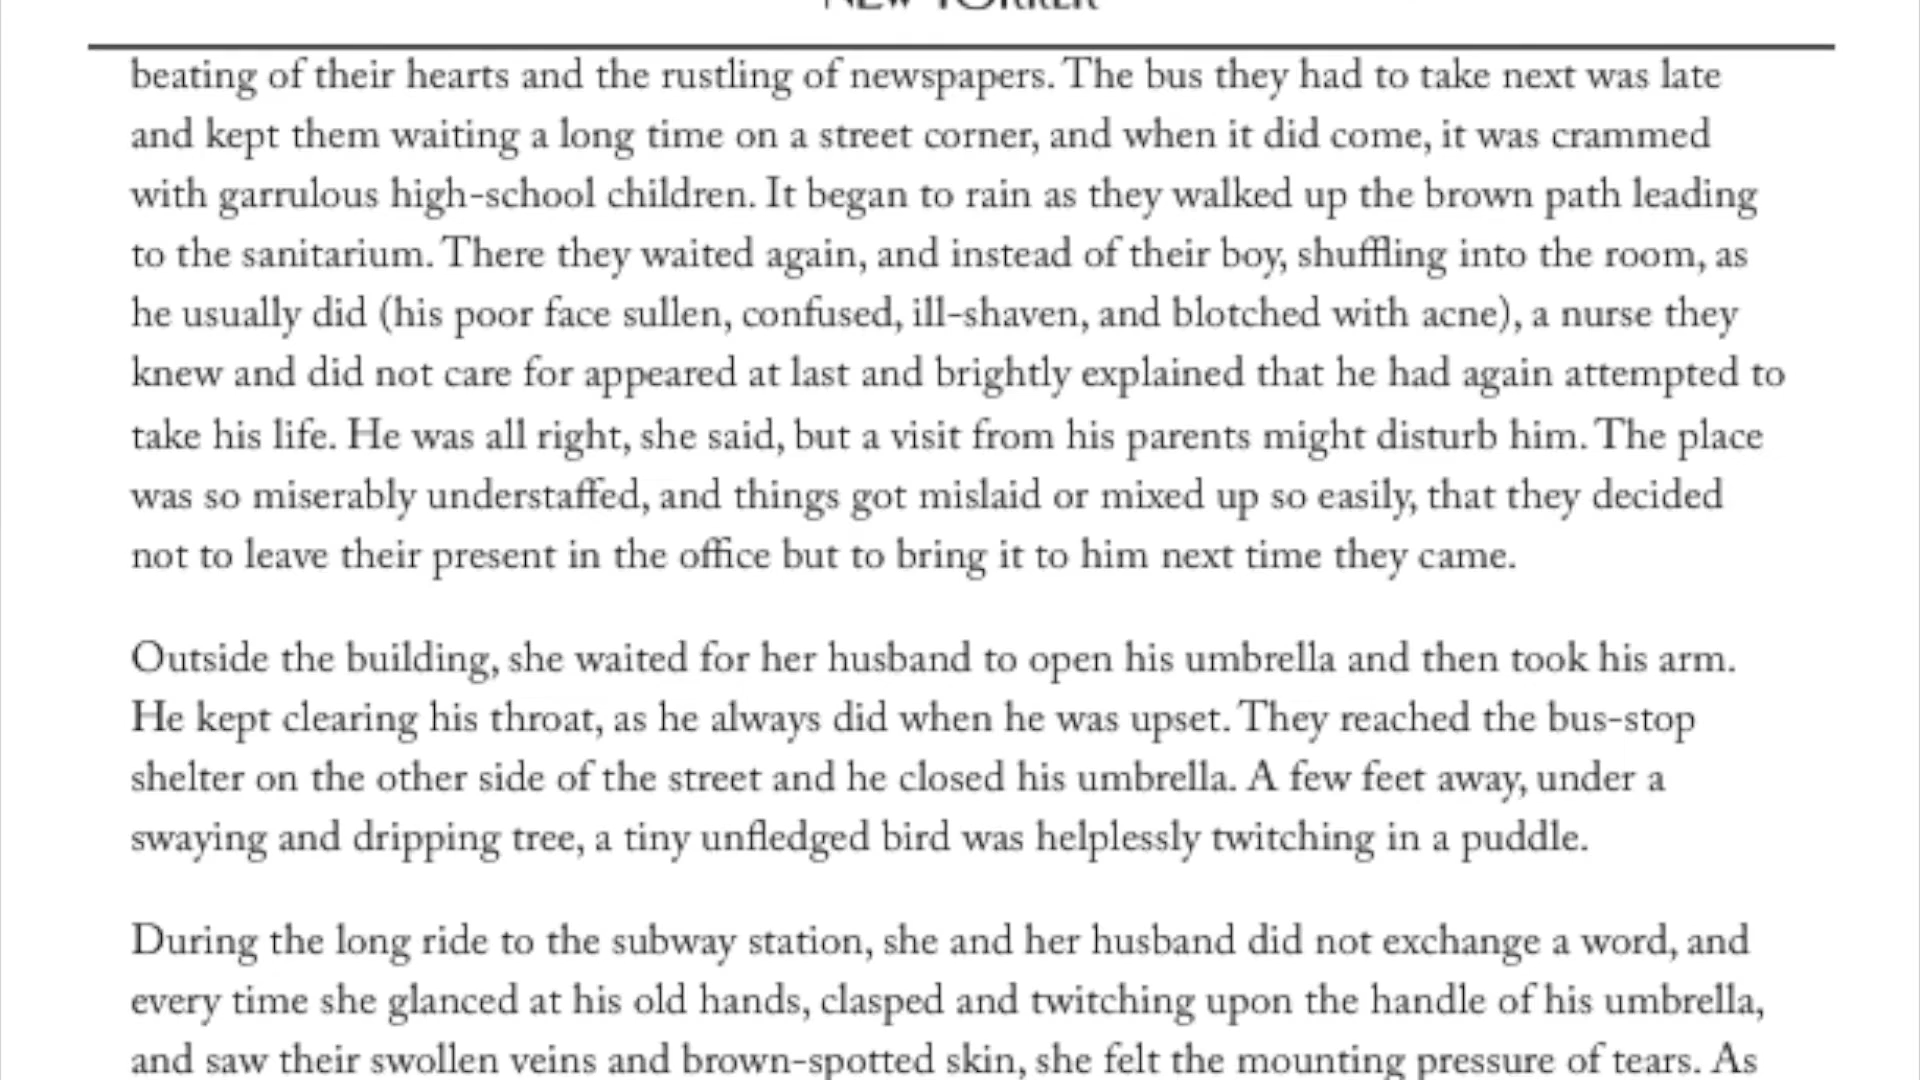 NEW YORKER
beating of their hearts and the rustling of newspapers. The bus they had to take next was late
and kept them waiting a long time on a street corner, and when it did come, it was crammed
with garrulous high-school children. It began to rain as they walked up the brown path leading
to the sanitarium. There they waited again, and instead of their boy, shuffling into the room, as
he usually did (his poor face sullen, confused, ill-shaven, and blotched with acne), a nurse they
knew and did not care for appeared at last and brightly explained that he had again attempted to
take his life. He was all right, she said, but a visit from his parents might disturb him. The place
was so miserably understaffed, and things got mislaid or mixed up so easily, that they decided
not to leave their present in the office but to bring it to him next time they came.
Outside the building, she waited for her husband to open his umbrella and then took his arm.
He kept clearing his throat, as he always did when he was upset. They reached the bus-stop
shelter on the other side of the street and he closed his umbrella. A few feet away, under a
swaying and dripping tree, a tiny unfledged bird was helplessly twitching in a puddle.
During the long ride to the subway station, she and her husband did not exchange a word, and
every time she glanced at his old hands, clasped and twitching upon the handle of his umbrella,
and saw their swollen veins and brown-spotted skin, she felt the mounting pressure of tears. As